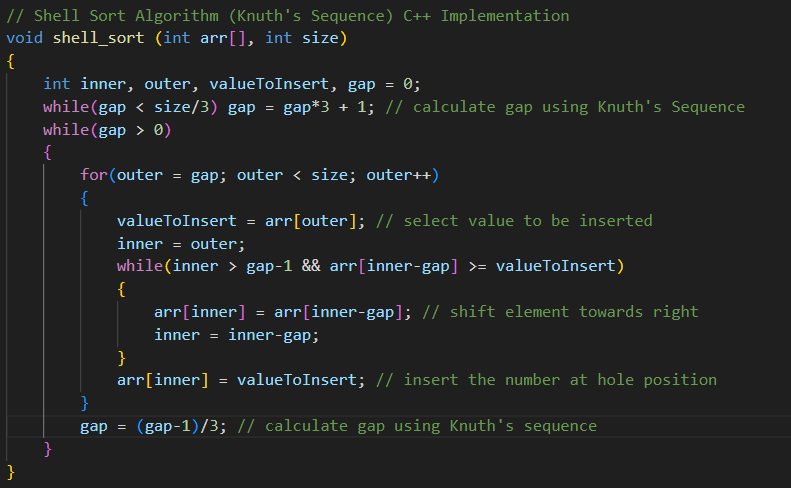 // Shell Sort Algorithm (Knuth's Sequence) C++ Implementation
void shell_sort (int arr[], int size)
{
    int inner, outer, valueToInsert, gap = 0;
    while(gap < size/3) gap = gap*3 + 1; // calculate gap using Knuth's Sequence
    while(gap > 0)
    {
        for(outer = gap; outer < size; outer++)
        {
            valueToInsert = arr[outer]; // select value to be inserted
            inner = outer;
            while(inner > gap-1 && arr[inner-gap] >= valueToInsert)
            {
                arr[inner] = arr[inner-gap]; // shift element towards right
                inner = inner-gap;
            }
            arr[inner] = valueToInsert; // insert the number at hole position
        }
        gap = (gap-1)/3; // calculate gap using Knuth's sequence
    }
}